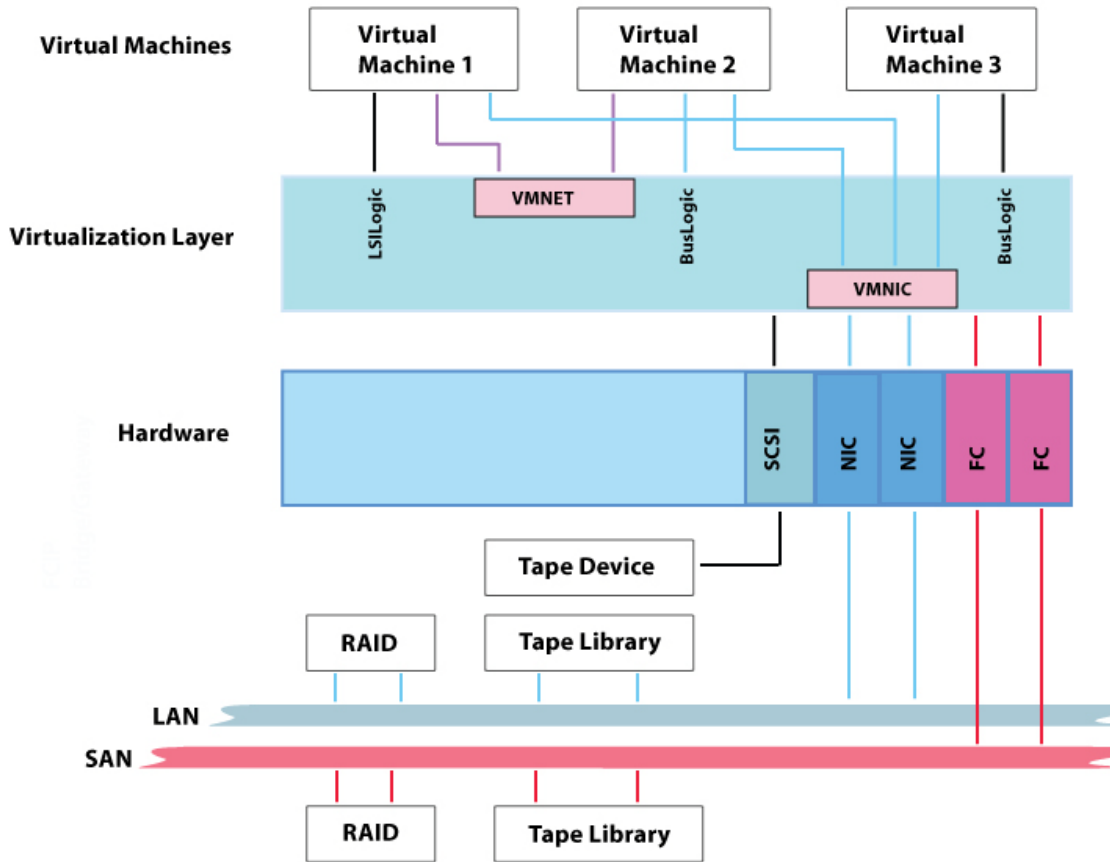 Virtual Machines
Virtual
Machine 1
Virtual
Machine 2
Virtual
Machine 3
Virtualization Layer
LSILogic
VMNET
BusLogic
BusLogic
VMNIC
Hardware
SCSI
NIC
NIC
FC
FC
Tape Device
RAID
Tape Library
LAN
SAN
RAID
Tape Library